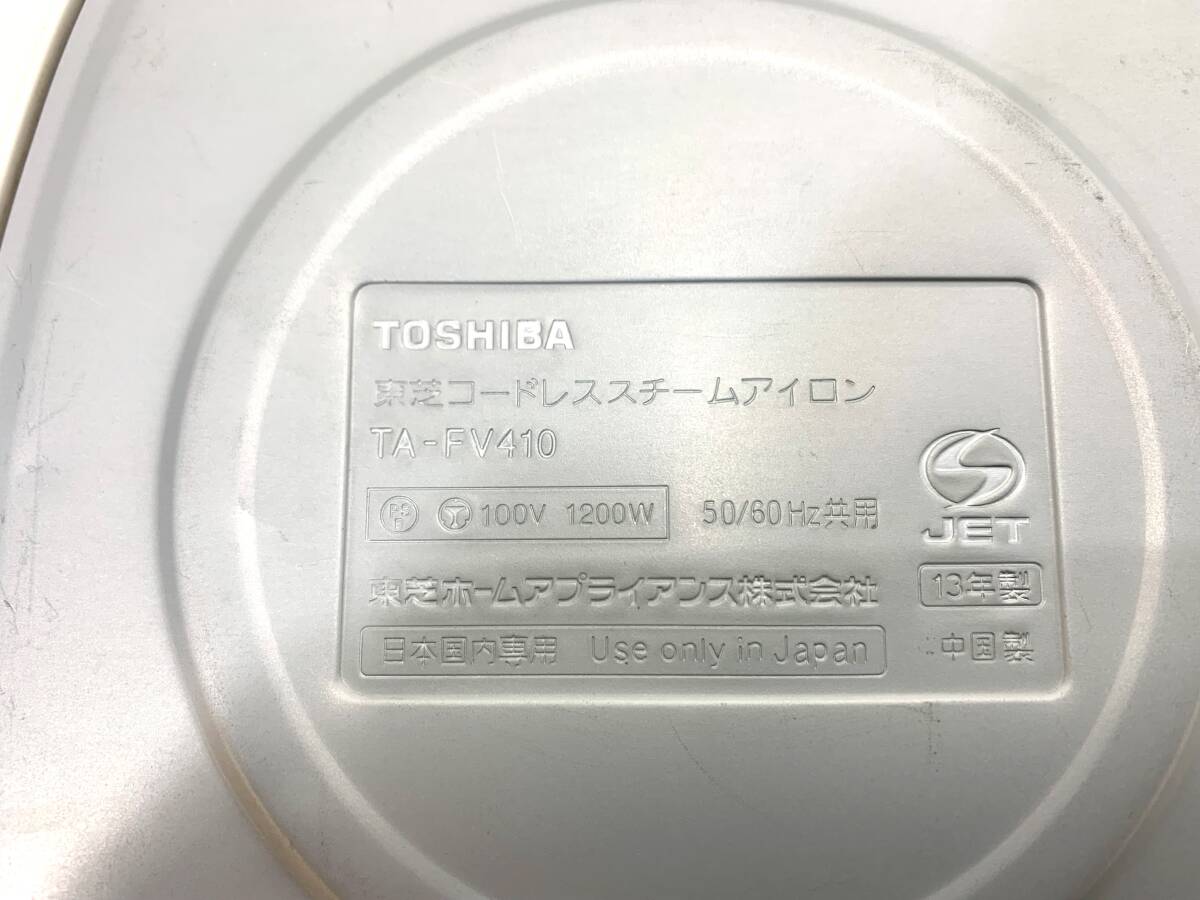 TOSHIBA
東芝コードレススチームアイロン
TA-FV410
PS E 100V 1200W 50/60Hz共用
JET
東芝ホームアプライアンス株式会社
13年製
日本国内専用 Use only in Japan
中国製